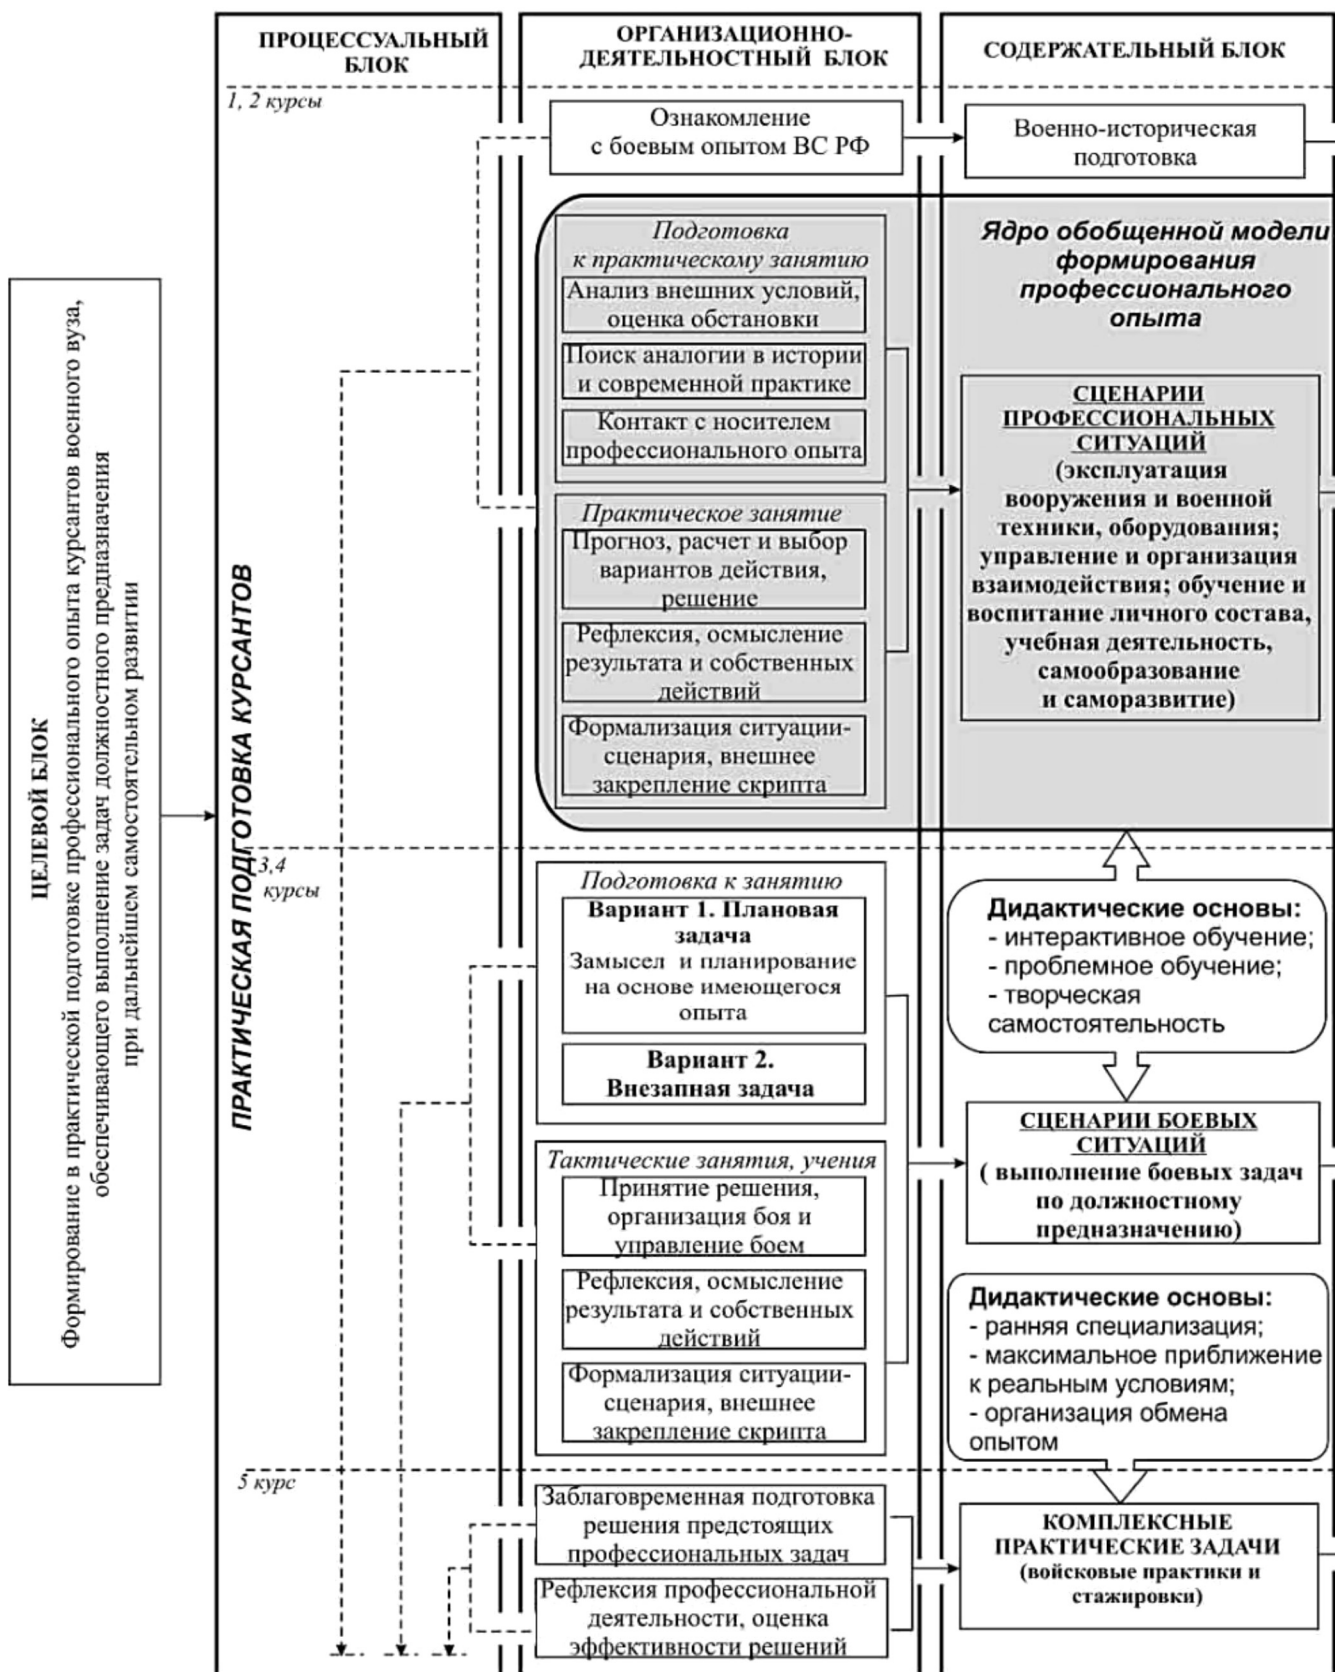 ПРОЦЕССУАЛЬНЫЙ
БЛОК
ОРГАНИЗАЦИОННО-
ДЕЯТЕЛЬНОСТНЫЙ БЛОК
СОДЕРЖАТЕЛЬНЫЙ БЛОК
ЦЕЛЕВОЙ БЛОК
Формирование в практической подготовке профессионального опыта курсантов военного вуза,
обеспечивающего выполнение задач должностного предназначения
при дальнейшем самостоятельном развитии
ПРАКТИЧЕСКАЯ ПОДГОТОВКА КУРСАНТОВ
1, 2 курсы
Ознакомление
с боевым опытом ВС РФ
Военно-историческая
подготовка
Подготовка
к практическому занятию
Анализ внешних условий,
оценка обстановки
Поиск аналогии в истории
и современной практике
Контакт с носителем
профессионального опыта
Практическое занятие
Прогноз, расчет и выбор
вариантов действия,
решение
Рефлексия, осмысление
результата и собственных
действий
Формализация ситуации-
сценария, внешнее
закрепление скрипта
Ядро обобщенной модели
формирования
профессионального
опыта
СЦЕНАРИИ
ПРОФЕССИОНАЛЬНЫХ
СИТУАЦИЙ
(эксплуатация
вооружения и военной
техники, оборудования;
управление и организация
взаимодействия; обучение и
воспитание личного состава,
учебная деятельность,
самообразование
и саморазвитие)
3,4
курсы
Подготовка к занятию
Вариант 1. Плановая
задача
Замысел и планирование
на основе имеющегося
опыта
Вариант 2.
Внезапная задача
Тактические занятия, учения
Принятие решения,
организация боя и
управление боем
Рефлексия, осмысление
результата и собственных
действий
Формализация ситуации-
сценария, внешнее
закрепление скрипта
Дидактические основы:
- интерактивное обучение;
- проблемное обучение;
- творческая
самостоятельность
СЦЕНАРИИ БОЕВЫХ
СИТУАЦИЙ
( выполнение боевых задач
по должностному
предназначению)
Дидактические основы:
- ранняя специализация;
- максимальное приближение
к реальным условиям;
- организация обмена
опытом
5 курс
Заблаговременная подготовка
решения предстоящих
профессиональных задач
Рефлексия профессиональной
деятельности, оценка
эффективности решений
КОМПЛЕКСНЫЕ
ПРАКТИЧЕСКИЕ ЗАДАЧИ
(войсковые практики и
стажировки)